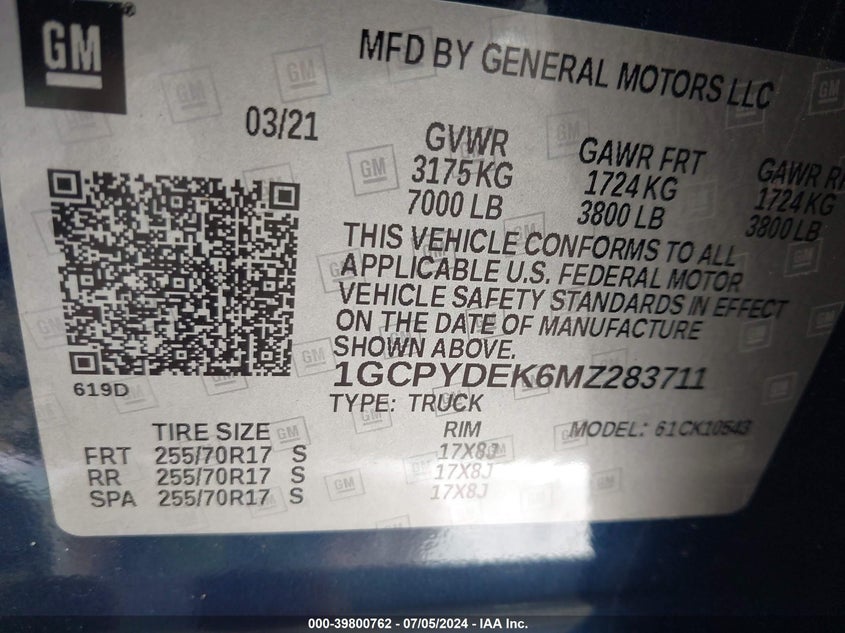 GM
MFD BY GENERAL MOTORS LLC
03/21
GVWR GAWR FRT GAWR
3175 KG 1724 KG 1724 KG
7000 LB 3800 LB 3800 LB
THIS VEHICLE CONFORMS TO ALL
APPLICABLE U.S. FEDERAL MOTOR
VEHICLE SAFETY STANDARDS IN EFFECT
ON THE DATE OF MANUFACTURE
SHOWN ABOVE.
1GCPYDEK6MZ283711
619D
TYPE: TRUCK
TIRE SIZE RIM MODEL: 61CK10543
FRT 255/70R17 S 17X8J
RR 255/70R17 S 17X8J
SPA 255/70R17 S 17X8J
000-39800762 / 07/05/2024 - IAA Inc.